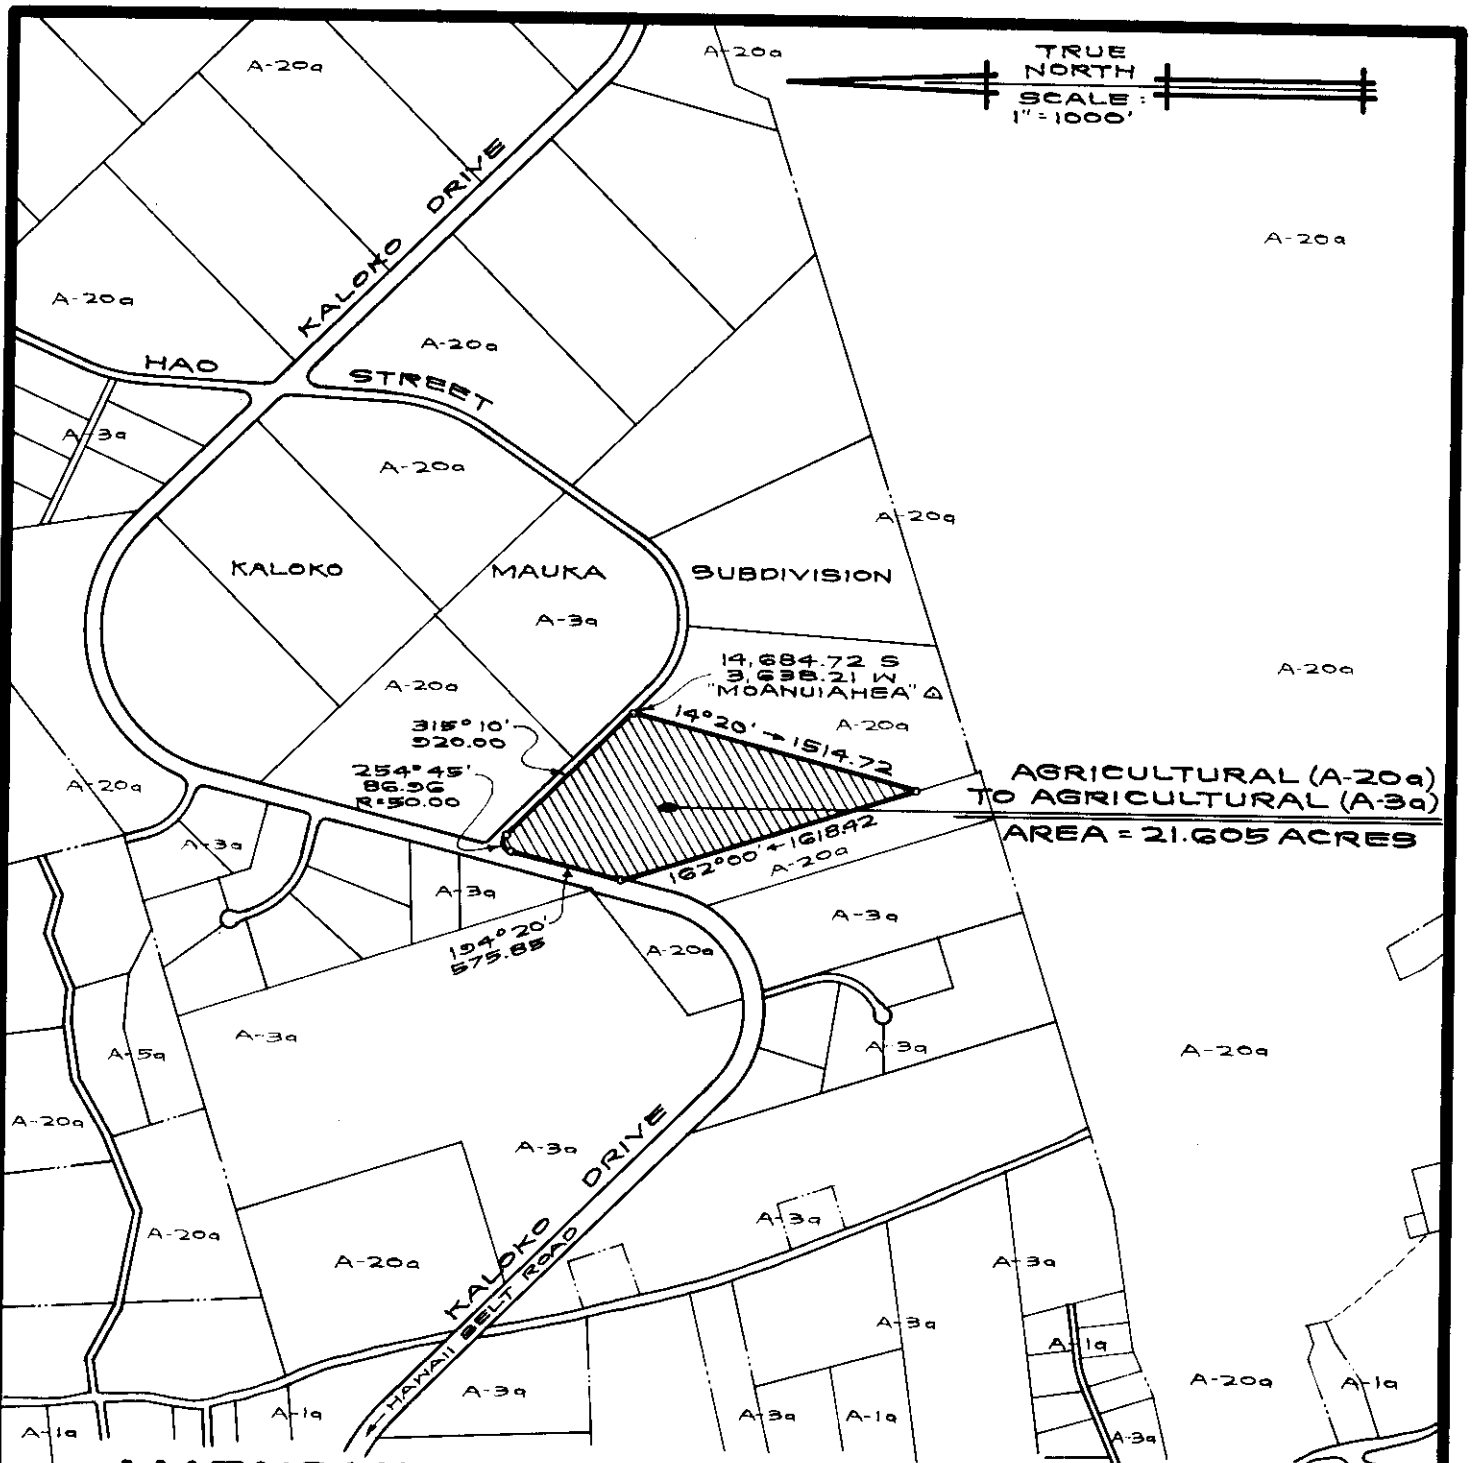 A-20a
A-20a
TRUE
NORTH
SCALE:
1"=1000'
KALOKO DRIVE
A-20a
A-20a
HAO STREET
A-20a
A-3a
A-20a
A-20a
KALOKO MAUKA SUBDIVISION
A-3a
14,684.72 S
3,638.21 W
"MOANUIAHEA" △
A-20a
A-20a
315°10'
920.00
14°20' → 1514.72
A-20a
254°45'
86.96
R=50.00
A-20a
AGRICULTURAL (A-20a)
TO AGRICULTURAL (A-3a)
AREA = 21.605 ACRES
A-3a
162°00' ← 1618.42
A-20a
A-3a
A-3a
194°20'
575.85
A-20a
A-3a
A-5a
A-3a
A-20a
A-20a
A-3a
KALOKO DRIVE
A-3a
A-20a
A-20a
A-3a
← HAWAII BELT ROAD
A-3a
A-1a
A-3a
A-20a
A-1a
A-1a
A-1a
A-3a
A-1a
A-3a